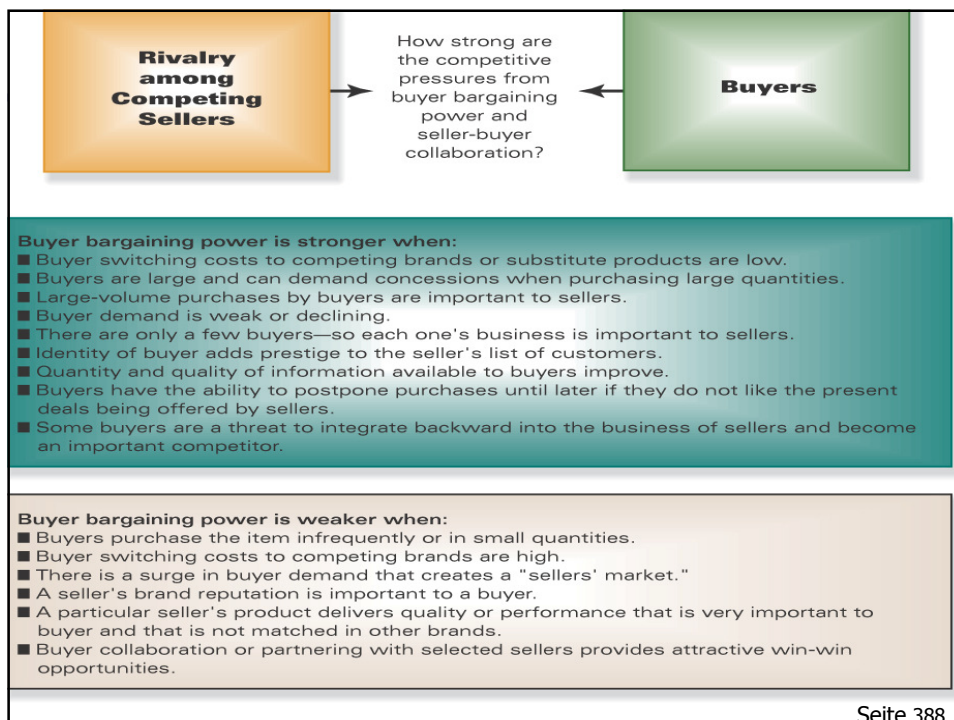 Rivalry
among
Competing
Sellers
How strong are
the competitive
pressures from
buyer bargaining
power and
seller-buyer
collaboration?
Buyers
Buyer bargaining power is stronger when:
■ Buyer switching costs to competing brands or substitute products are low.
■ Buyers are large and can demand concessions when purchasing large quantities.
■ Large-volume purchases by buyers are important to sellers.
■ Buyer demand is weak or declining.
■ There are only a few buyers—so each one's business is important to sellers.
■ Identity of buyer adds prestige to the seller's list of customers.
■ Quantity and quality of information available to buyers improve.
■ Buyers have the ability to postpone purchases until later if they do not like the present
deals being offered by sellers.
■ Some buyers are a threat to integrate backward into the business of sellers and become
an important competitor.
Buyer bargaining power is weaker when:
■ Buyers purchase the item infrequently or in small quantities.
■ Buyer switching costs to competing brands are high.
■ There is a surge in buyer demand that creates a "sellers' market."
■ A seller's brand reputation is important to a buyer.
■ A particular seller's product delivers quality or performance that is very important to
buyer and that is not matched in other brands.
■ Buyer collaboration or partnering with selected sellers provides attractive win-win
opportunities.
Seite 388